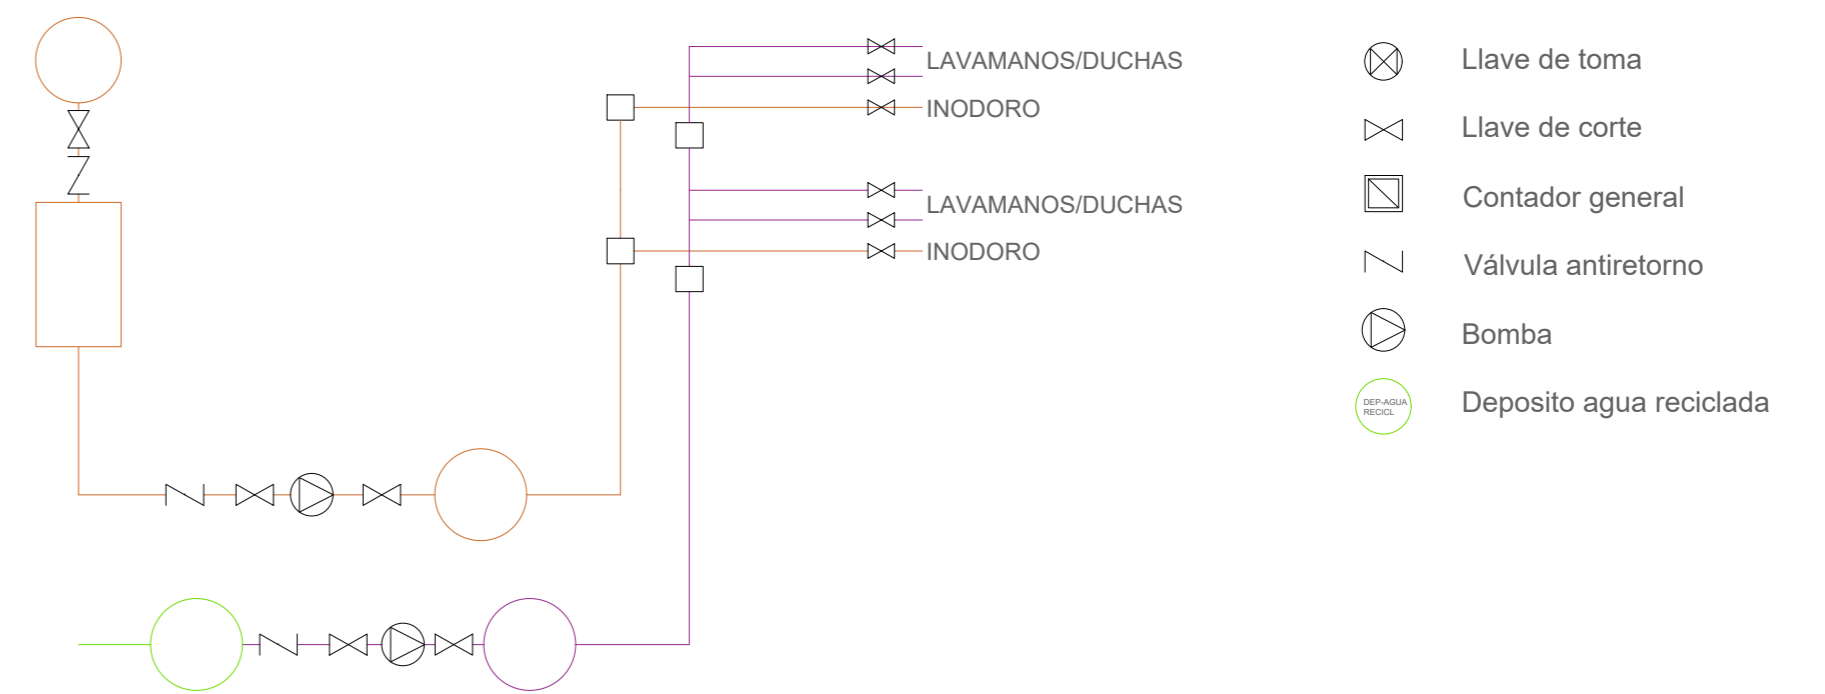 LAVAMANOS/DUCHAS
INODORO
LAVAMANOS/DUCHAS
INODORO
Llave de toma
Llave de corte
Contador general
Válvula antiretorno
Bomba
DEP-AGUA
RECICL
Deposito agua reciclada